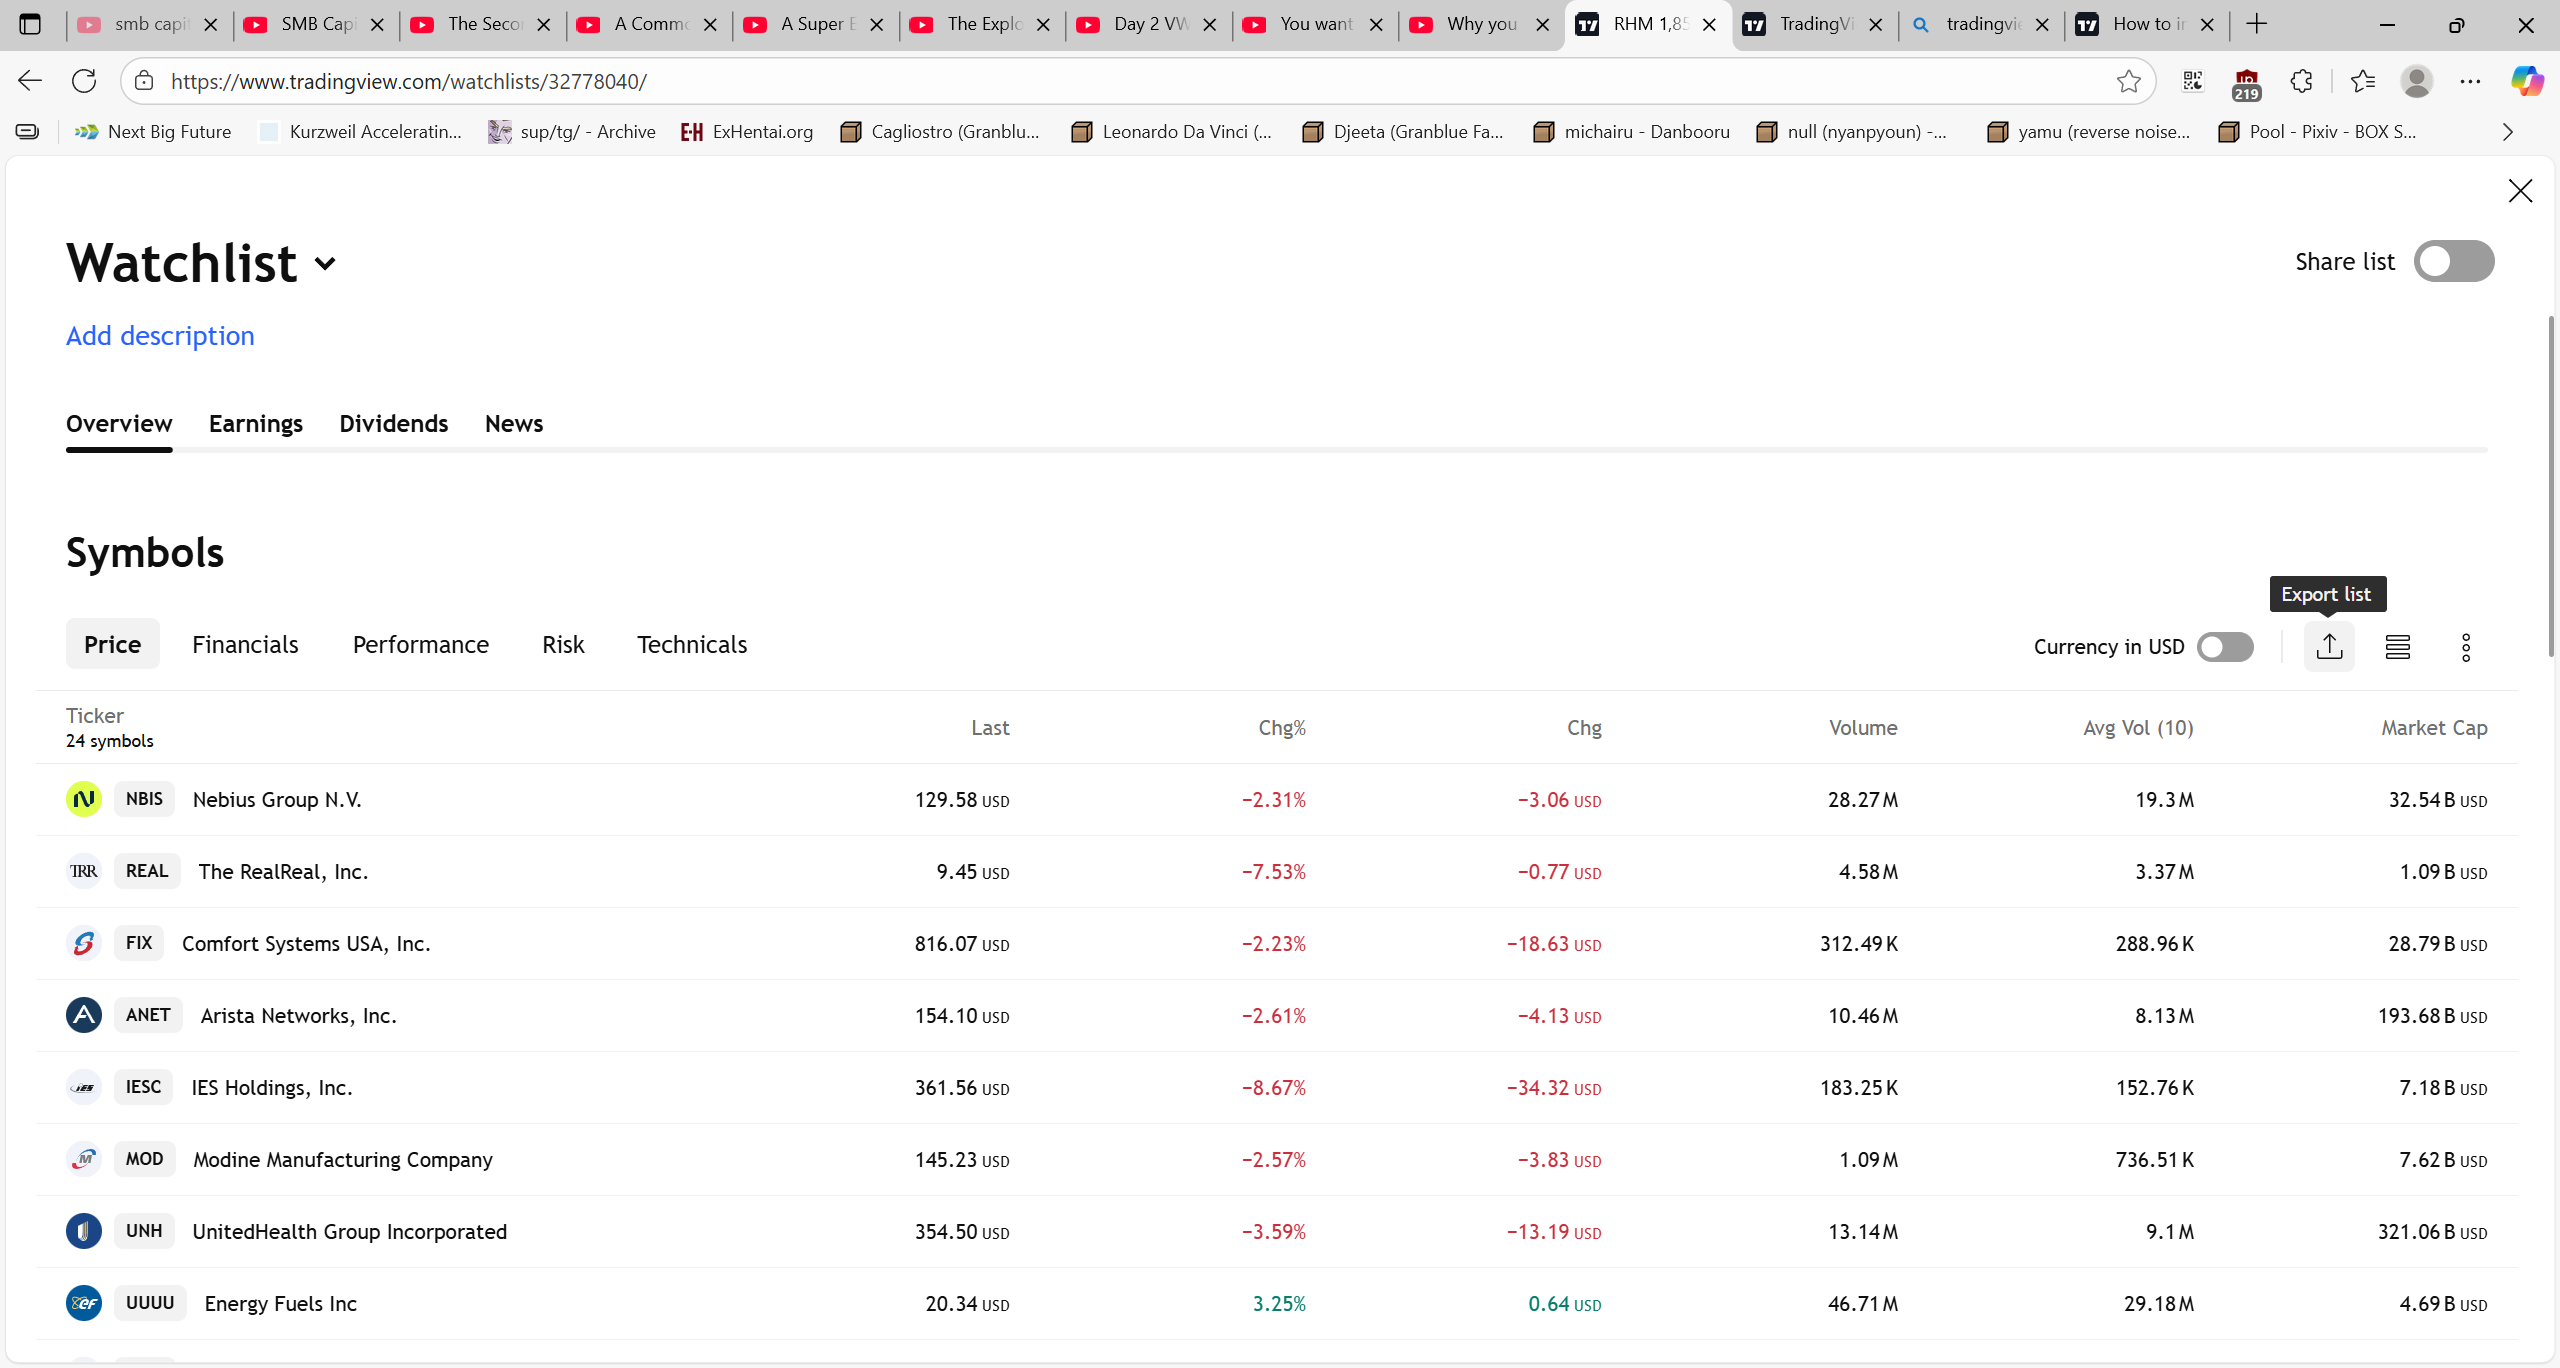 smb capit
SMB Capi
The Secor
A Commo
A Super E
The Explo
Day 2 VW
You want
Why you
RHM 1,85
TradingVi
tradingvie
How to in
https://www.tradingview.com/watchlists/32778040/
219
Next Big Future
Kurzweil Acceleratin...
sup/tg/ - Archive
E-H ExHentai.org
Cagliostro (Granblu...
Leonardo Da Vinci (...
Djeeta (Granblue Fa...
michairu - Danbooru
null (nyanpyoun) -...
yamu (reverse noise...
Pool - Pixiv - BOX S...
Watchlist
Share list
Add description
Overview Earnings Dividends News
Symbols
Export list
Price Financials Performance Risk Technicals
Currency in USD
Ticker Last Chg% Chg Volume Avg Vol (10) Market Cap
24 symbols
NBIS Nebius Group N.V. 129.58 USD −2.31% −3.06 USD 28.27 M 19.3 M 32.54 B USD
TRR REAL The RealReal, Inc. 9.45 USD −7.53% −0.77 USD 4.58 M 3.37 M 1.09 B USD
FIX Comfort Systems USA, Inc. 816.07 USD −2.23% −18.63 USD 312.49 K 288.96 K 28.79 B USD
ANET Arista Networks, Inc. 154.10 USD −2.61% −4.13 USD 10.46 M 8.13 M 193.68 B USD
IES IESC IES Holdings, Inc. 361.56 USD −8.67% −34.32 USD 183.25 K 152.76 K 7.18 B USD
MOD Modine Manufacturing Company 145.23 USD −2.57% −3.83 USD 1.09 M 736.51 K 7.62 B USD
UNH UnitedHealth Group Incorporated 354.50 USD −3.59% −13.19 USD 13.14 M 9.1 M 321.06 B USD
EF UUUU Energy Fuels Inc 20.34 USD 3.25% 0.64 USD 46.71 M 29.18 M 4.69 B USD